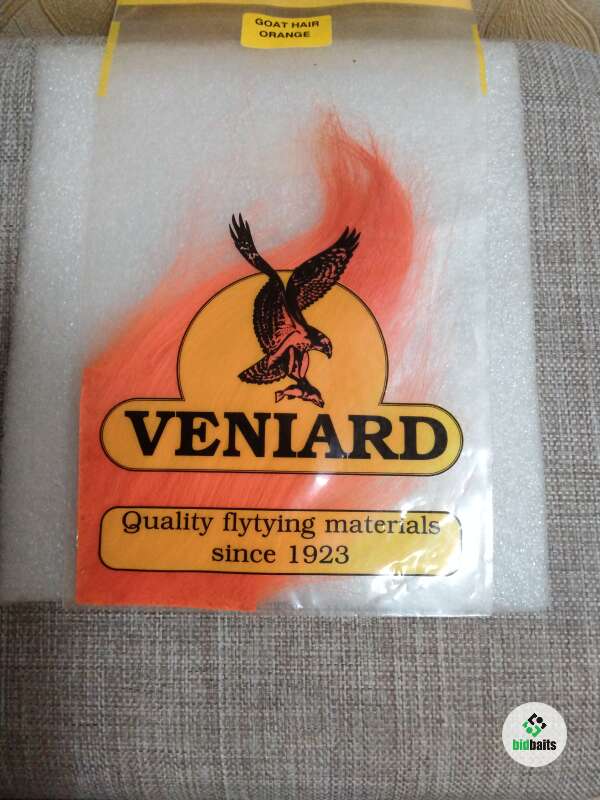 GOAT HAIR
ORANGE
VENIARD
Quality flytying materials
since 1923
bidbaits